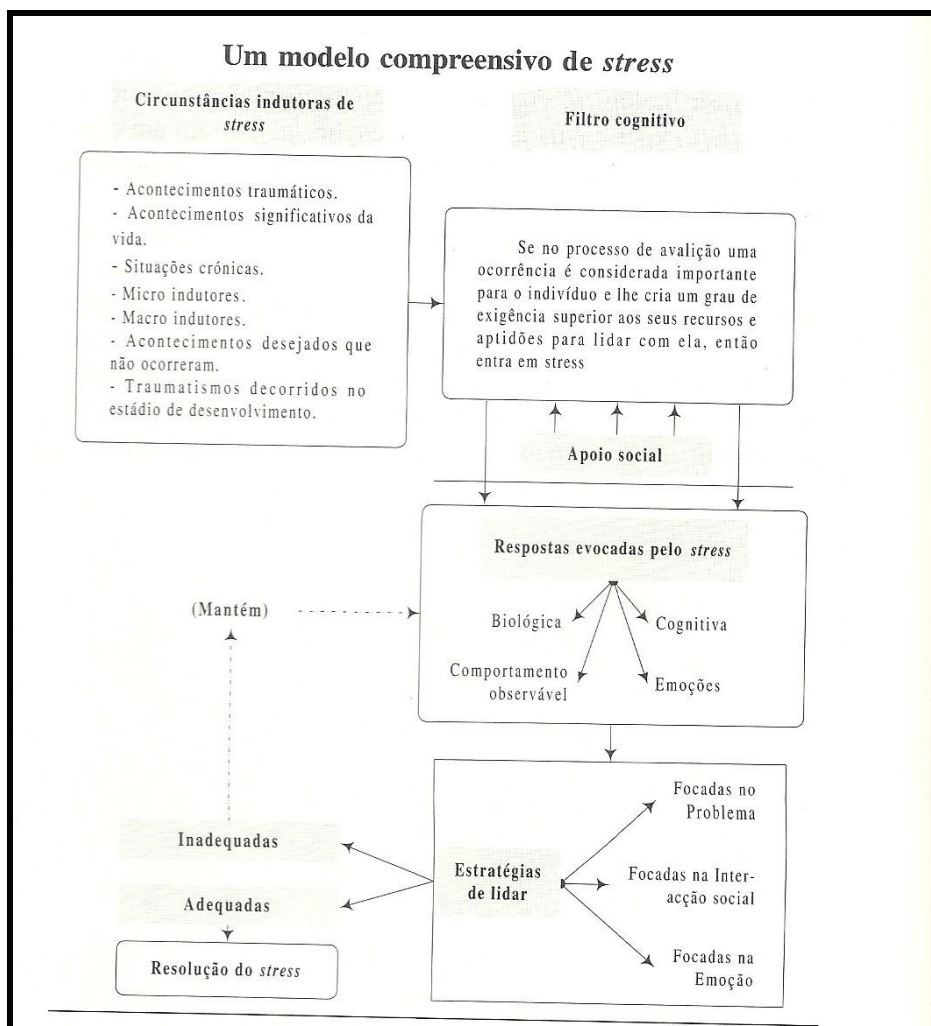 Um modelo compreensivo de stress
Circunstâncias indutoras de
stress
- Acontecimentos traumáticos.
- Acontecimentos significativos da
vida.
- Situações crónicas.
- Micro indutores.
- Macro indutores.
- Acontecimentos desejados que
não ocorreram.
- Traumatismos decorridos no
estádio de desenvolvimento.
Filtro cognitivo
Se no processo de avalição uma
ocorrência é considerada importante
para o indivíduo e lhe cria um grau de
exigência superior aos seus recursos e
aptidões para lidar com ela, então
entra em stress
Apoio social
Respostas evocadas pelo stress
Biológica
Cognitiva
Comportamento
observável
Emoções
(Mantém)
Estratégias
de lidar
Focadas no
Problema
Focadas na Inter-
acção social
Focadas na
Emoção
Inadequadas
Adequadas
Resolução do stress